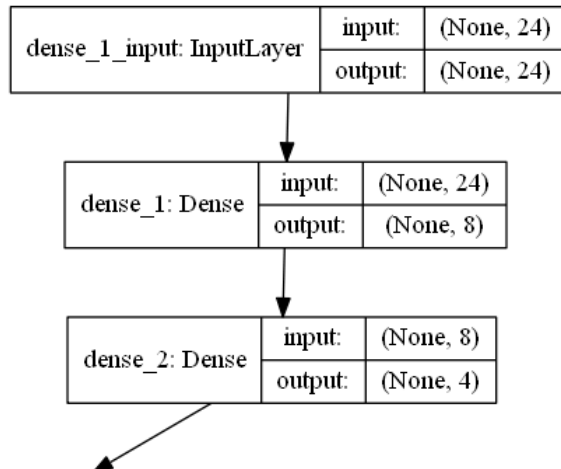 dense_1_input: InputLayer
input: (None, 24)
output: (None, 24)
dense_1: Dense
input: (None, 24)
output: (None, 8)
dense_2: Dense
input: (None, 8)
output: (None, 4)